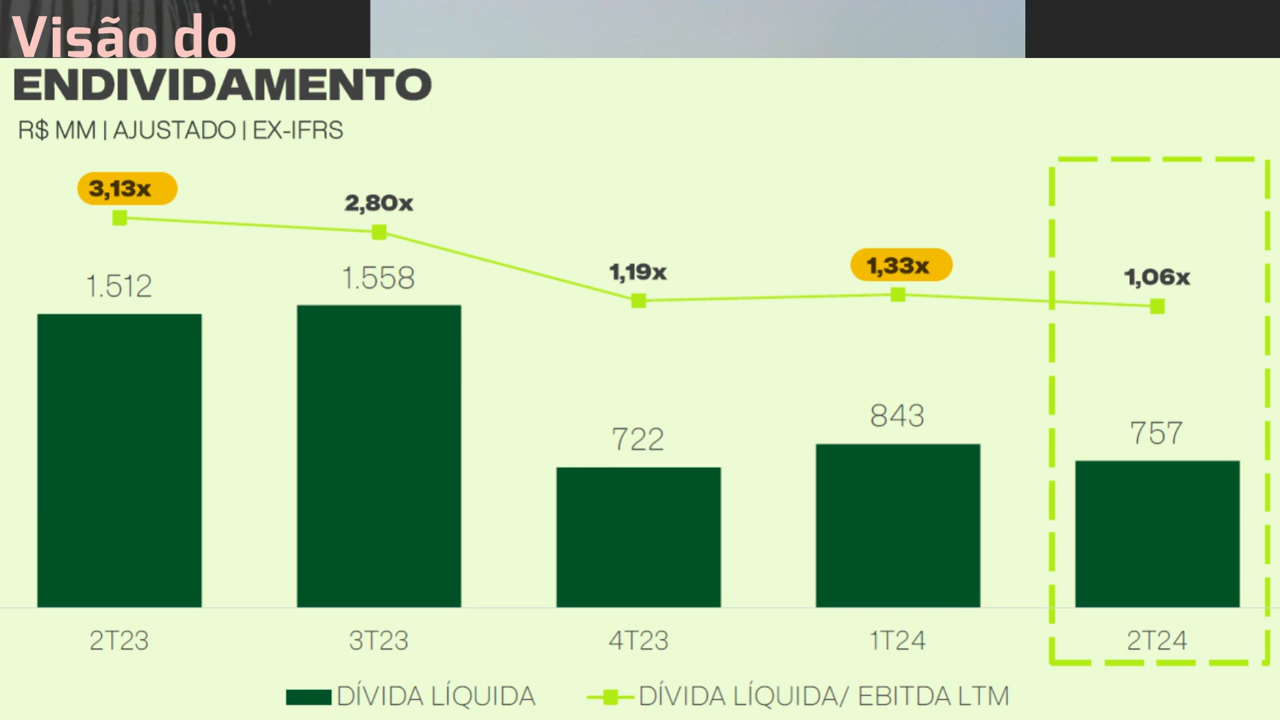 Visão do
ENDIVIDAMENTO
R$ MM | AJUSTADO | EX-IFRS
3,13x
2,80x
1,19x
1,33x
1,06x
1.512
1.558
722
843
757
2T23
3T23
4T23
1T24
2T24
DÍVIDA LÍQUIDA
DÍVIDA LÍQUIDA/ EBITDA LTM